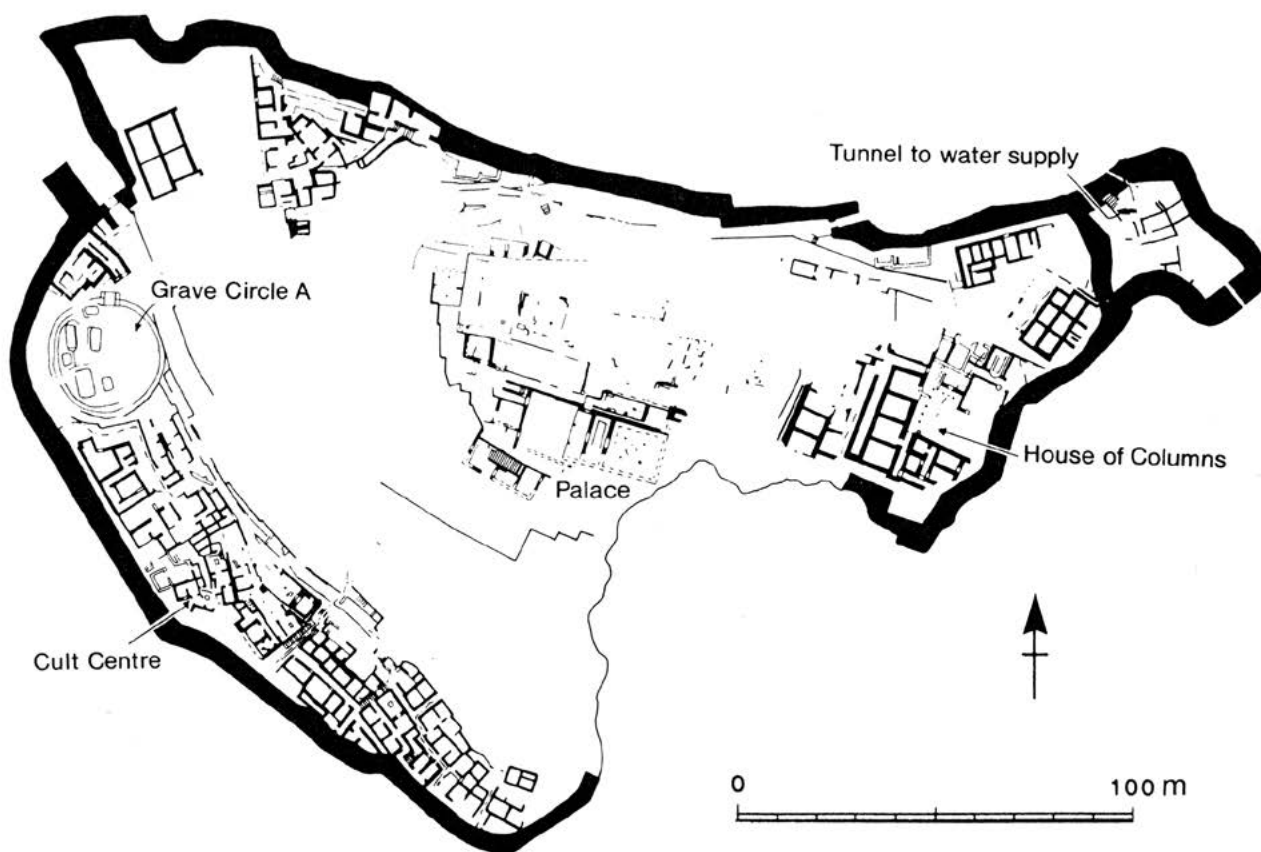 Tunnel to water supply
Grave Circle A
House of Columns
Palace
Cult Centre
0 100 m